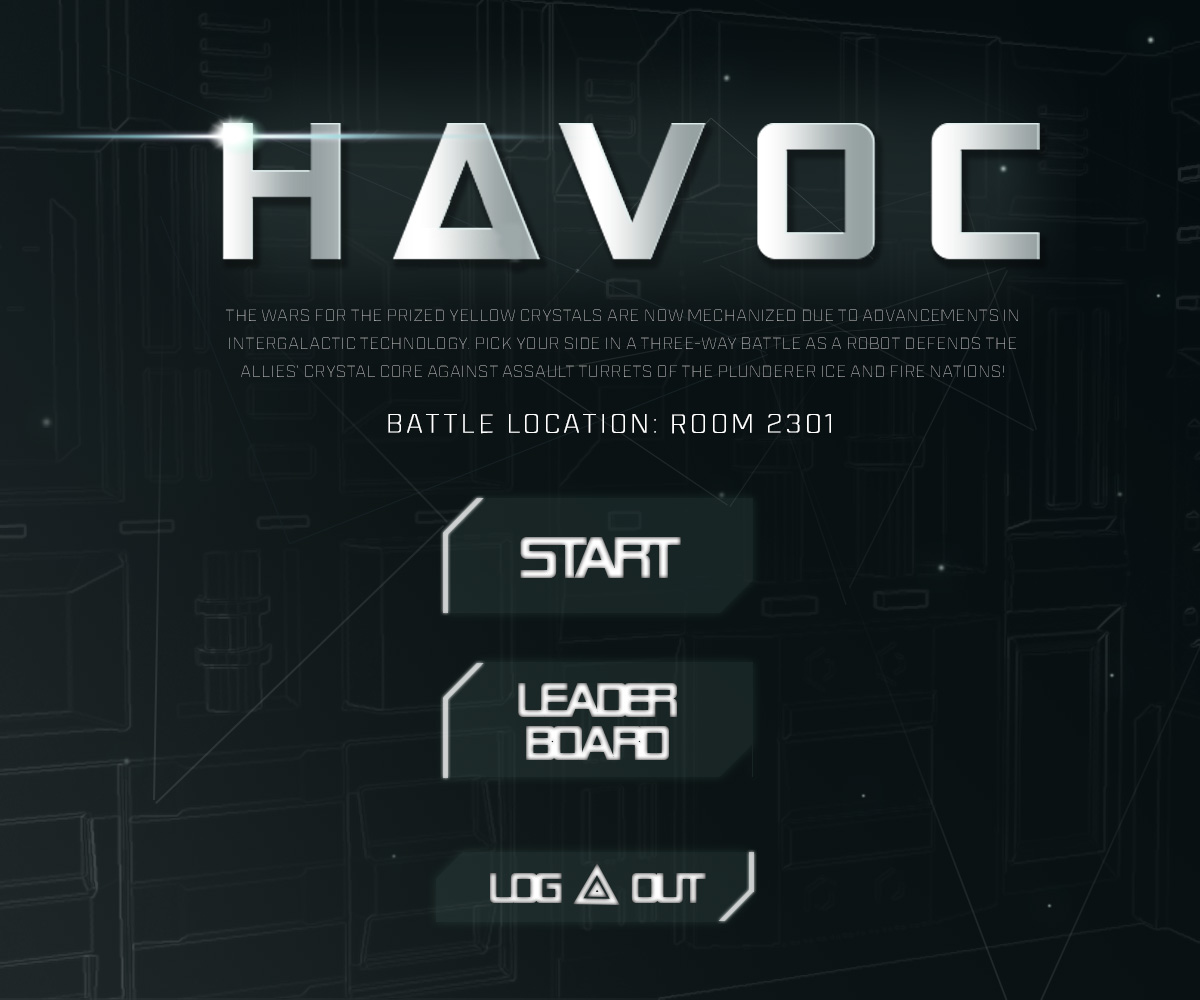 HAVOC
THE WARS FOR THE PRIZED YELLOW CRYSTALS ARE NOW MECHANIZED DUE TO ADVANCEMENTS IN
INTERGALACTIC TECHNOLOGY. PICK YOUR SIDE IN A THREE-WAY BATTLE AS A ROBOT DEFENDS THE
ALLIES' CRYSTAL CORE AGAINST ASSAULT TURRETS OF THE PLUNDERER ICE AND FIRE NATIONS!
BATTLE LOCATION: ROOM 2301
START
LEADER
BOARD
LOG OUT